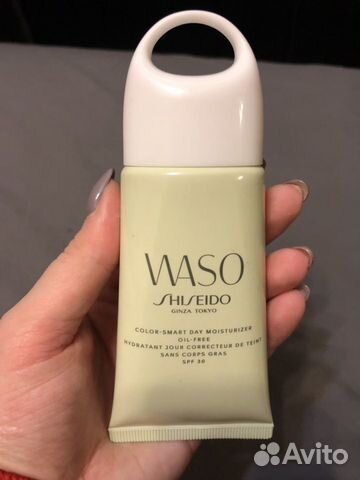 WASO
SHISEIDO
GINZA TOKYO
COLOR-SMART DAY MOISTURIZER
OIL-FREE
HYDRATANT JOUR CORRECTEUR DE TEINT
SANS CORPS GRAS
SPF 30
Avito